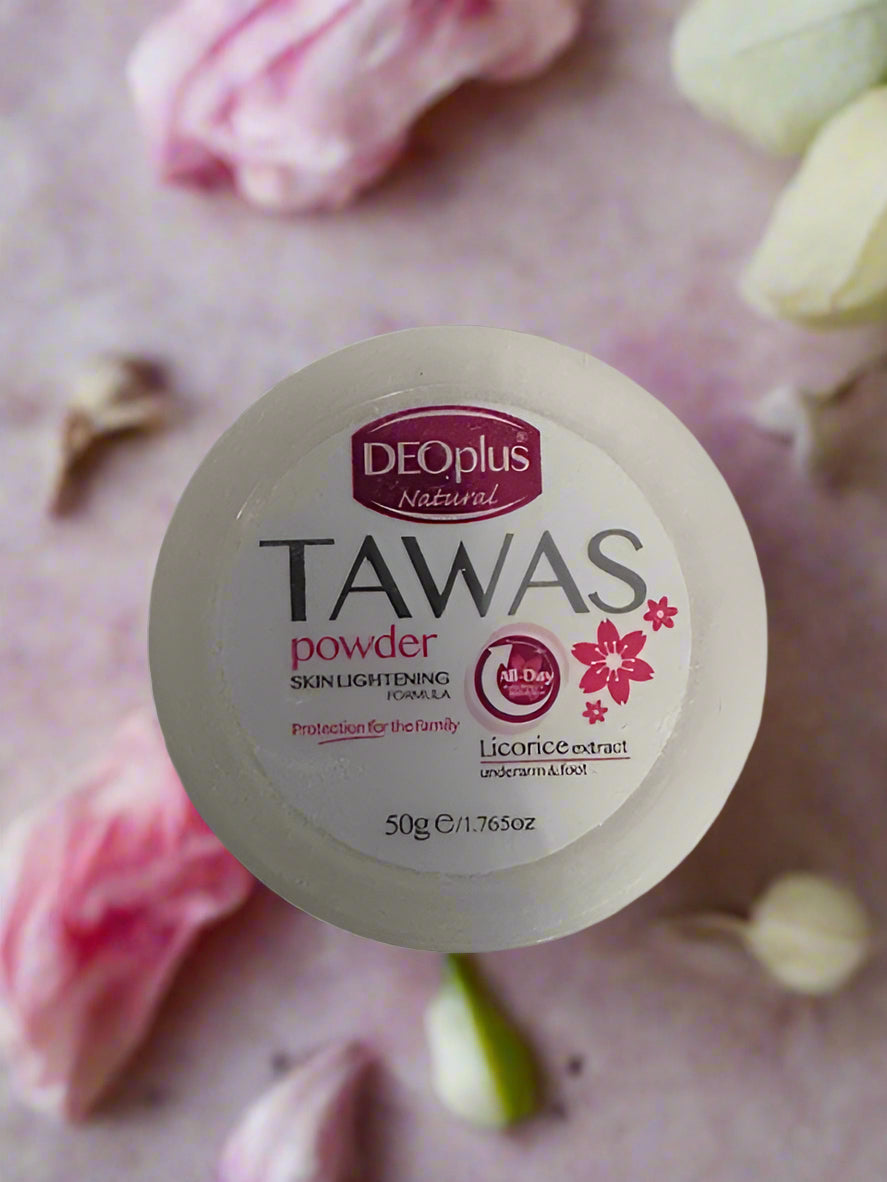 DEOplus
Natural
TAWAS
powder
SKIN LIGHTENING
FORMULA
All-Day
Protection for the family
Licorice extract
underarm & foot
50g e/1.765oz